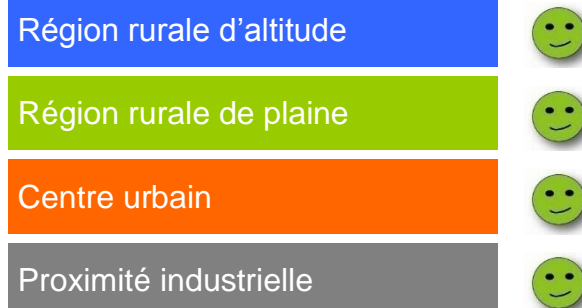 Région rurale d’altitude
Région rurale de plaine
Centre urbain
Proximité industrielle